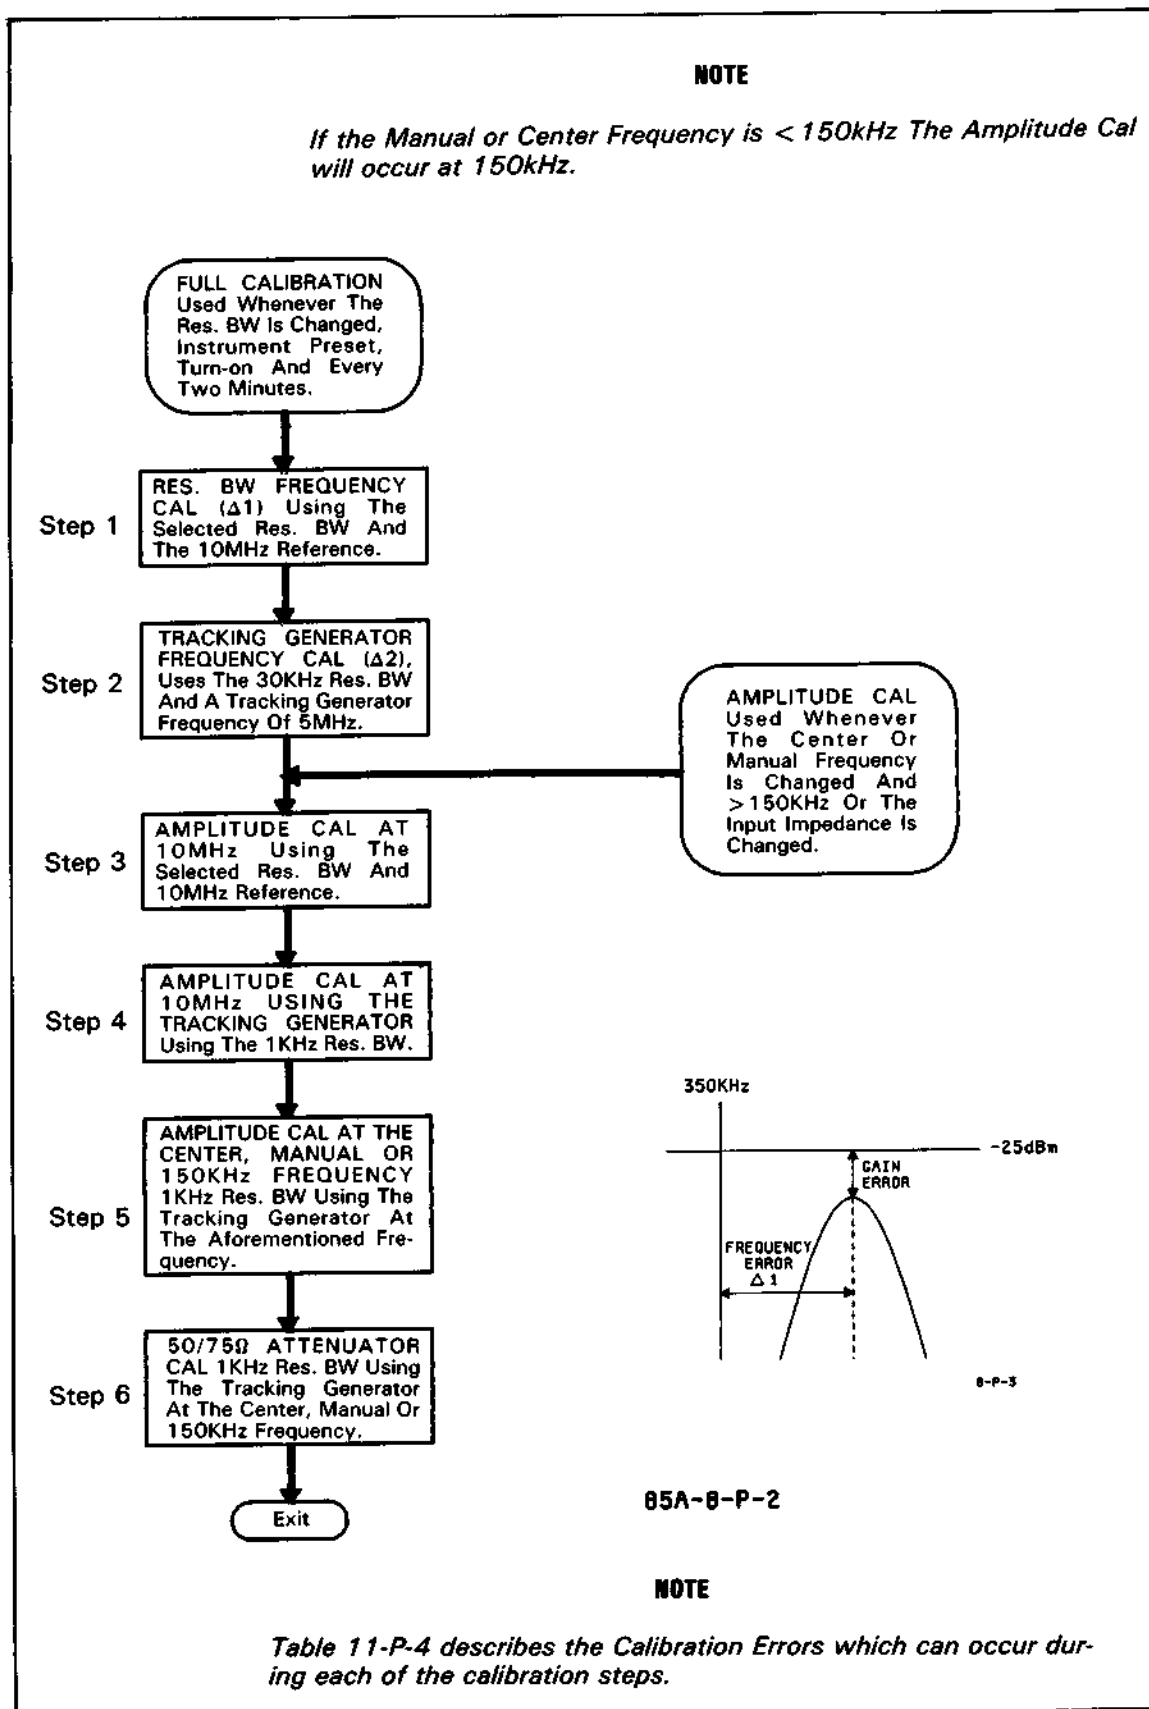 NOTE
If the Manual or Center Frequency is < 150kHz The Amplitude Cal
will occur at 150kHz.
FULL CALIBRATION
Used Whenever The
Res. BW Is Changed,
Instrument Preset,
Turn-on And Every
Two Minutes.
Step 1
RES. BW FREQUENCY
CAL (Δ1) Using The
Selected Res. BW And
The 10MHz Reference.
Step 2
TRACKING GENERATOR
FREQUENCY CAL (Δ2),
Uses The 30KHz Res. BW
And A Tracking Generator
Frequency Of 5MHz.
AMPLITUDE CAL
Used Whenever
The Center Or
Manual Frequency
Is Changed And
>150KHz Or The
Input Impedance Is
Changed.
Step 3
AMPLITUDE CAL AT
10MHz Using The
Selected Res. BW And
10MHz Reference.
Step 4
AMPLITUDE CAL AT
10MHz USING THE
TRACKING GENERATOR
Using The 1KHz Res. BW.
Step 5
AMPLITUDE CAL AT THE
CENTER, MANUAL OR
150KHz FREQUENCY
1KHz Res. BW Using The
Tracking Generator At
The Aforementioned Fre-
quency.
Step 6
50/75Ω ATTENUATOR
CAL 1KHz Res. BW Using
The Tracking Generator
At The Center, Manual Or
150KHz Frequency.
Exit
350KHz
-25dBm
GAIN
ERROR
FREQUENCY
ERROR
Δ 1
8-P-3
85A-8-P-2
NOTE
Table 11-P-4 describes the Calibration Errors which can occur dur-
ing each of the calibration steps.